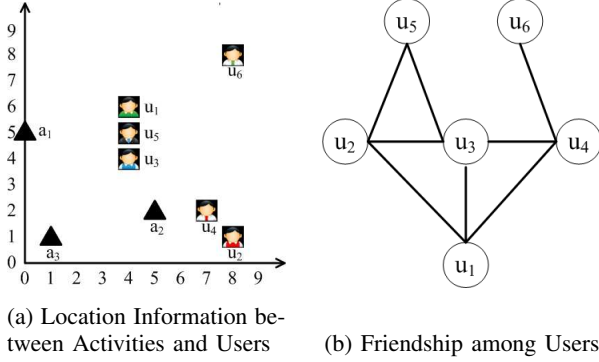 9
8
7
6
5
4
3
2
1
0
0 1 2 3 4 5 6 7 8 9
a1
a3
a2
u1
u5
u3
u6
u4
u2
(a) Location Information be-
tween Activities and Users
u5
u6
u2
u3
u4
u1
(b) Friendship among Users